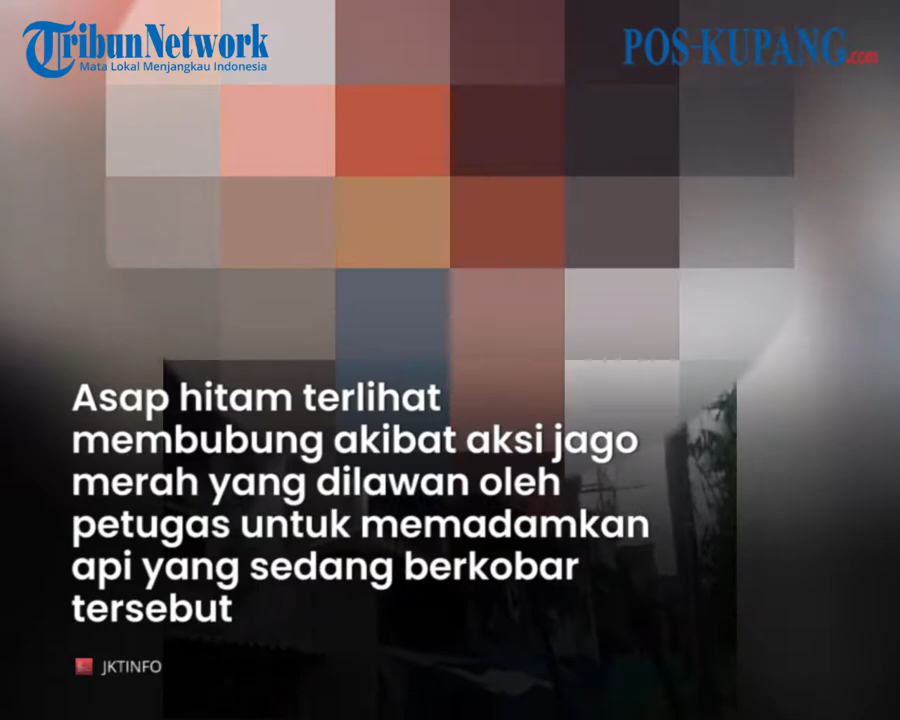 TribunNetwork
Mata Lokal Menjangkau Indonesia
POS-KUPANG.com
Asap hitam terlihat
membubung akibat aksi jago
merah yang dilawan oleh
petugas untuk memadamkan
api yang sedang berkobar
tersebut
JKTINFO